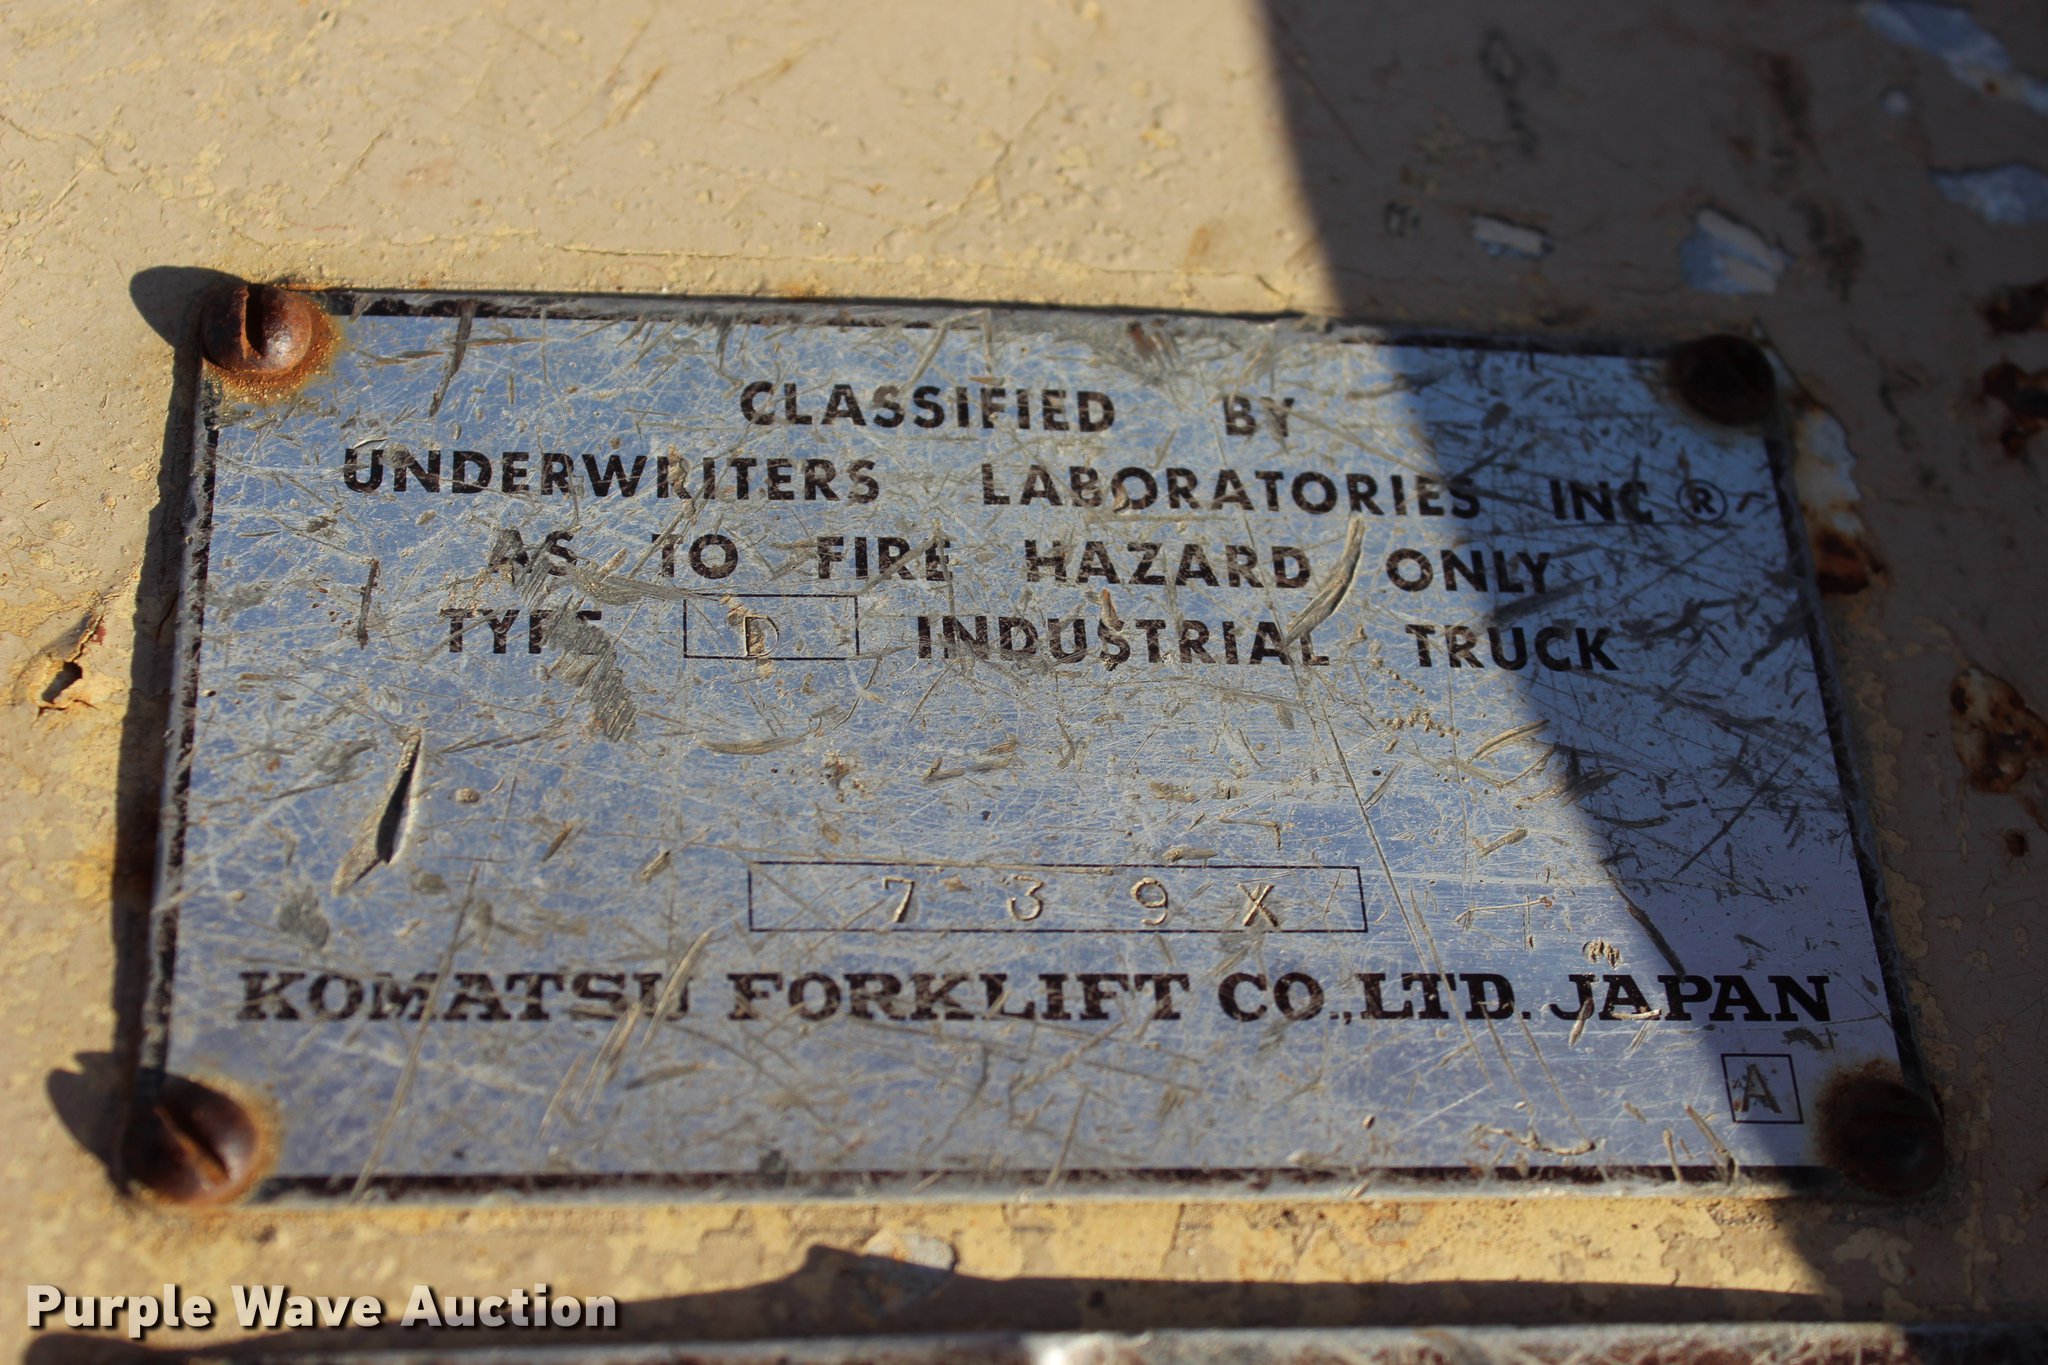 CLASSIFIED BY
UNDERWRITERS LABORATORIES INC ®
AS TO FIRE HAZARD ONLY
TYPE D INDUSTRIAL TRUCK
739X
KOMATSU FORKLIFT CO.,LTD. JAPAN
A
Purple Wave Auction